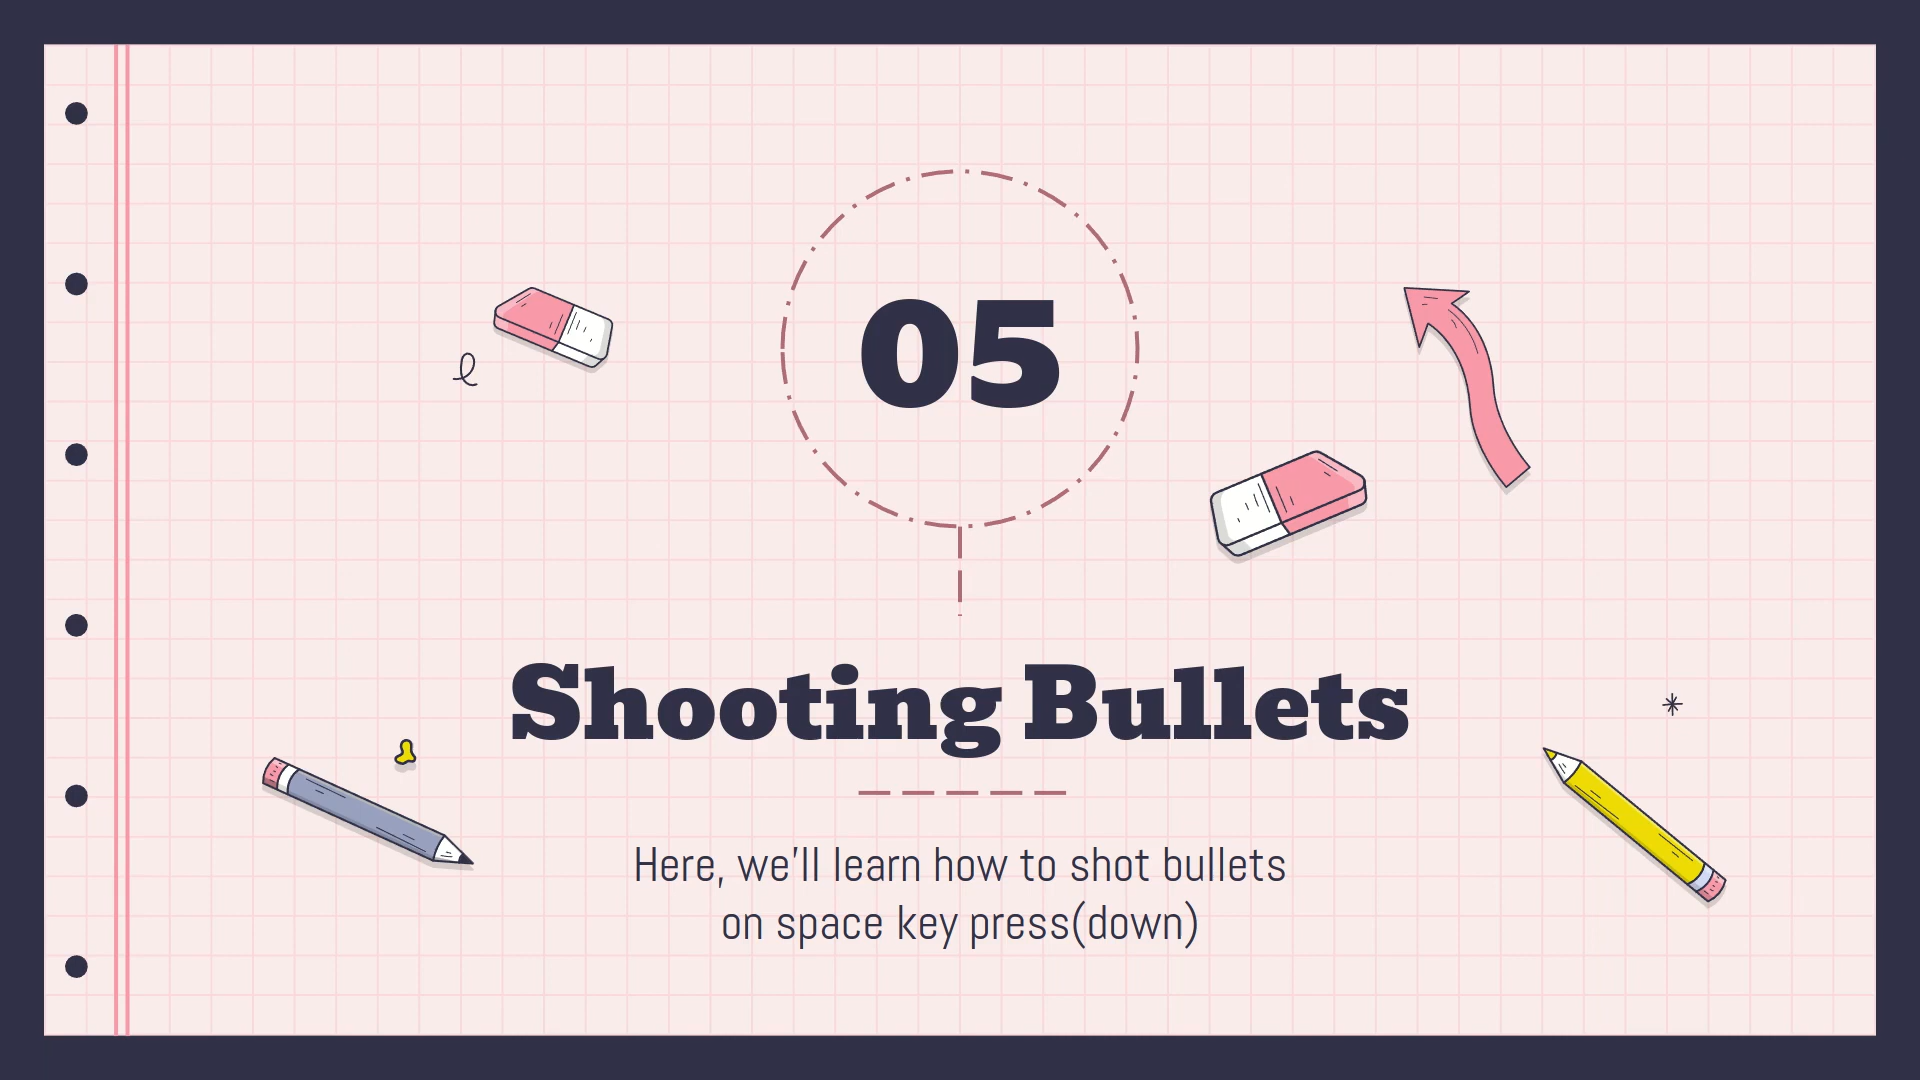 05
Shooting Bullets
Here, we'll learn how to shot bullets
on space key press(down)